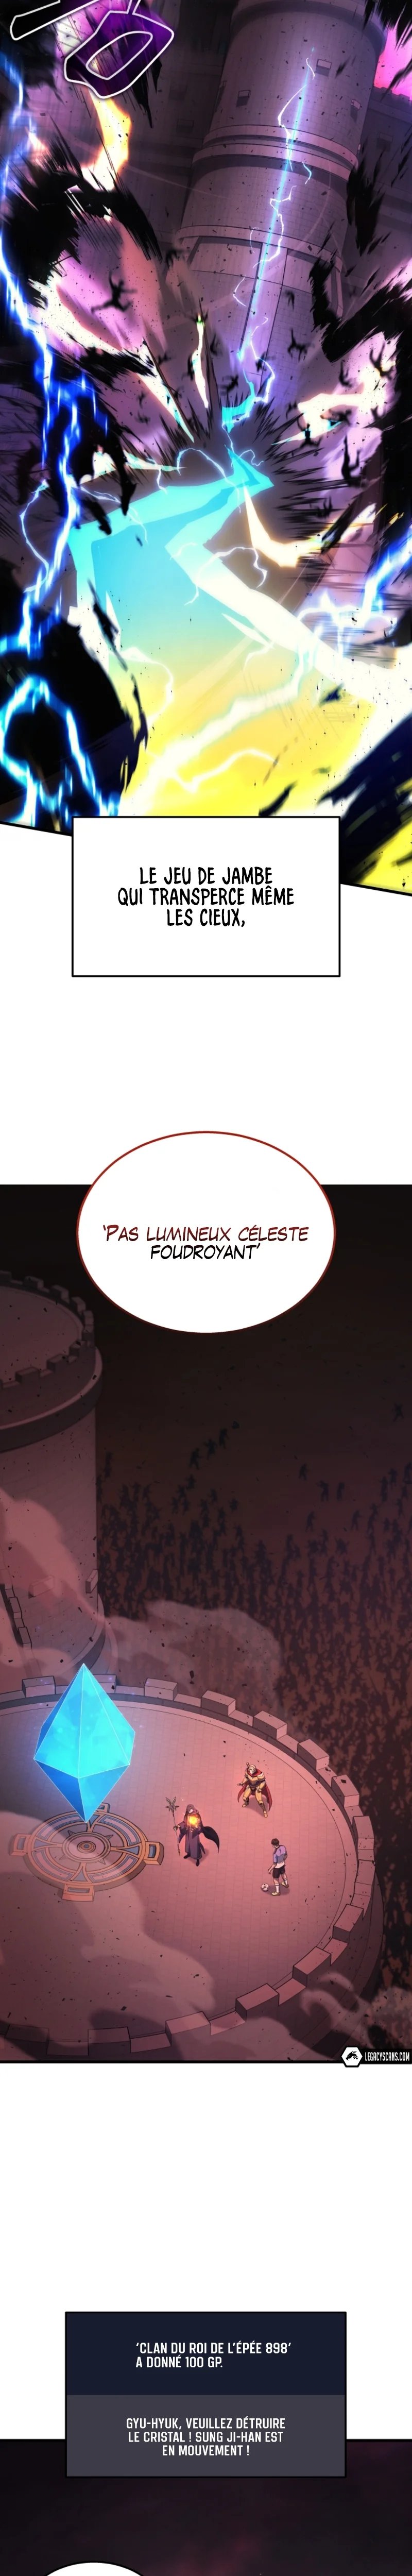 LE JEU DE JAMBE
QUI TRANSPERCE MÊME
LES CIEUX,
'PAS LUMINEUX CÉLESTE
FOUDROYANT'
LEGACYSCANS.COM
'CLAN DU ROI DE L'ÉPÉE 898'
A DONNÉ 100 GP.
GYU-HYUK, VEUILLEZ DÉTRUIRE
LE CRISTAL ! SUNG JI-HAN EST
EN MOUVEMENT !